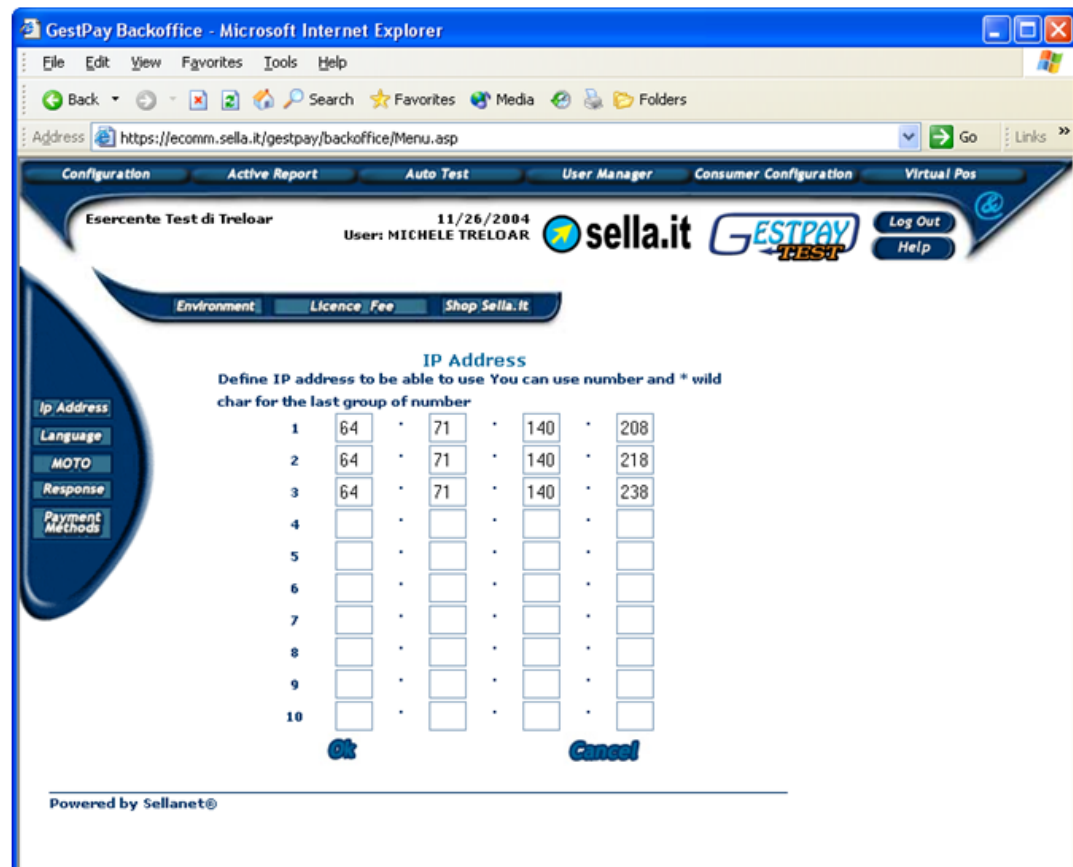 GestPay Backoffice - Microsoft Internet Explorer
File Edit View Favorites Tools Help
Back Search Favorites Media Folders
Address https://ecomm.sella.it/gestpay/backoffice/Menu.asp Go Links »
Configuration Active Report Auto Test User Manager Consumer Configuration Virtual Pos
Esercente Test di Treloar 11/26/2004
User: MICHELE TRELOAR
sella.it
GESTPAY
TEST
Log Out
Help
Environment Licence Fee Shop Sella.it
IP Address
Define IP address to be able to use You can use number and * wild
char for the last group of number
Ip Address
Language
MOTO
Response
Payment
Methods
1 64 . 71 . 140 . 208
2 64 . 71 . 140 . 218
3 64 . 71 . 140 . 238
4 . . .
5 . . .
6 . . .
7 . . .
8 . . .
9 . . .
10 . . .
Ok Cancel
Powered by Sellanet®